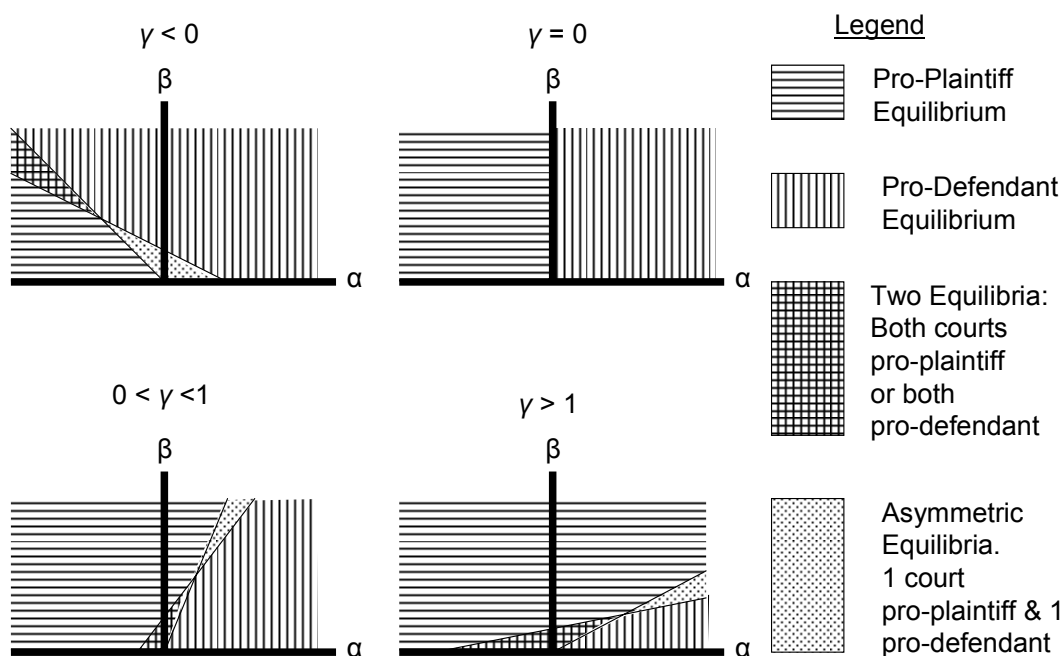 γ < 0
β
α
γ = 0
β
α
0 < γ <1
β
α
γ > 1
β
α
Legend
Pro-Plaintiff
Equilibrium
Pro-Defendant
Equilibrium
Two Equilibria:
Both courts
pro-plaintiff
or both
pro-defendant
Asymmetric
Equilibria.
1 court
pro-plaintiff & 1
pro-defendant